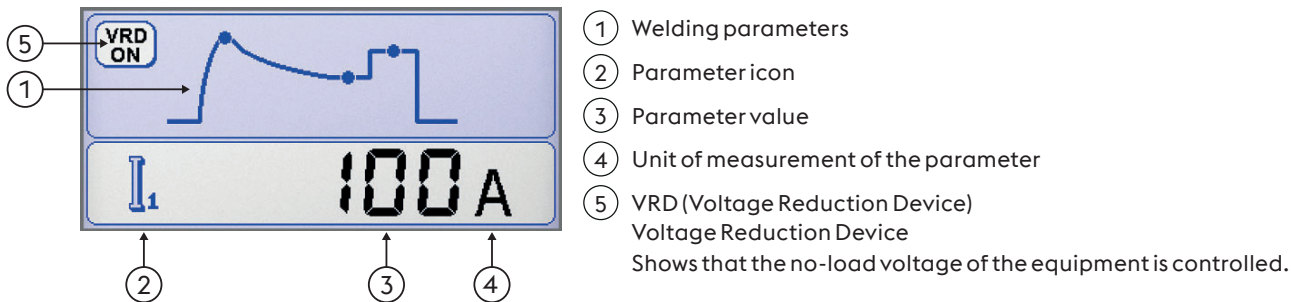 5
VRD
ON
1
I1
100 A
2
3
4
1 Welding parameters
2 Parameter icon
3 Parameter value
4 Unit of measurement of the parameter
5 VRD (Voltage Reduction Device)
Voltage Reduction Device
Shows that the no-load voltage of the equipment is controlled.